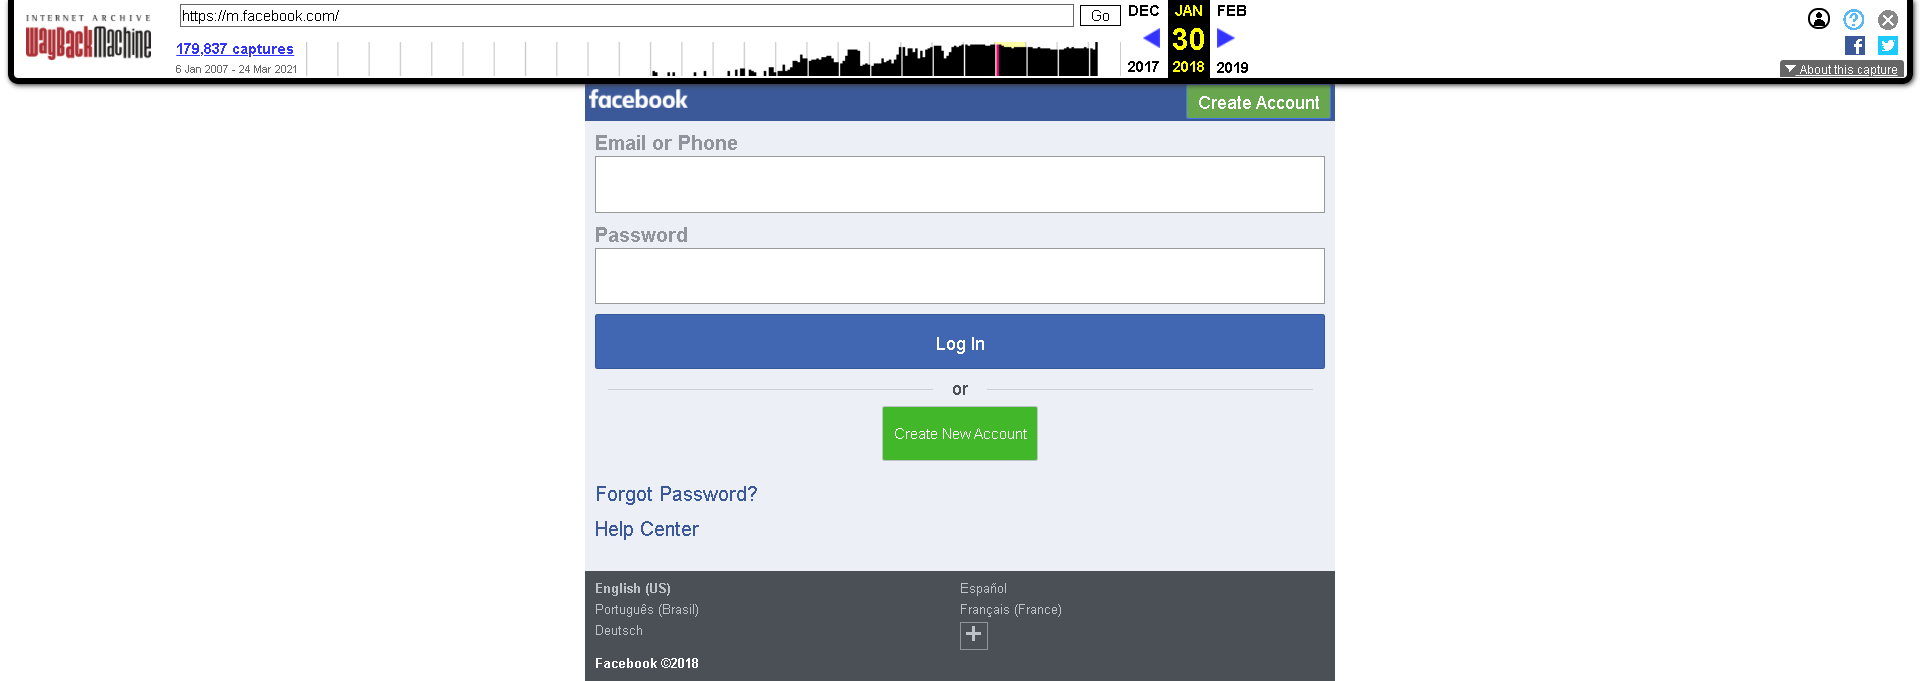 INTERNET ARCHIVE
WayBackMachine
https://m.facebook.com/
Go
DEC JAN FEB
179,837 captures
30
6 Jan 2007 - 24 Mar 2021
2017 2018 2019
About this capture
facebook
Create Account
Email or Phone
Password
Log In
or
Create New Account
Forgot Password?
Help Center
English (US)
Español
Português (Brasil)
Français (France)
Deutsch
Facebook ©2018